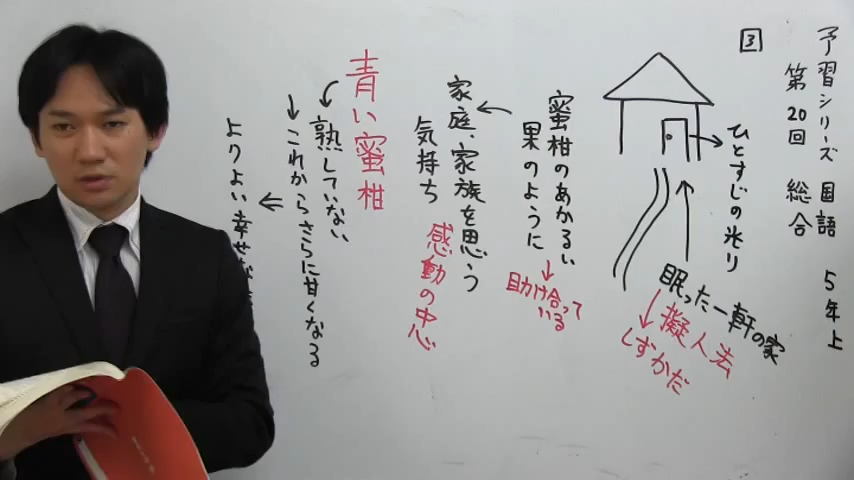 予習シリーズ 国語 5年上
第20回 総合
3
ひとすじの光り
眠った一軒の家
擬人法
しずかだ
蜜柑のあかるい
果のように
助け合って
いる
家庭、家族を思う
気持ち 感動の中心
青い蜜柑
熟していない
これからさらに甘くなる
よりよい幸せ